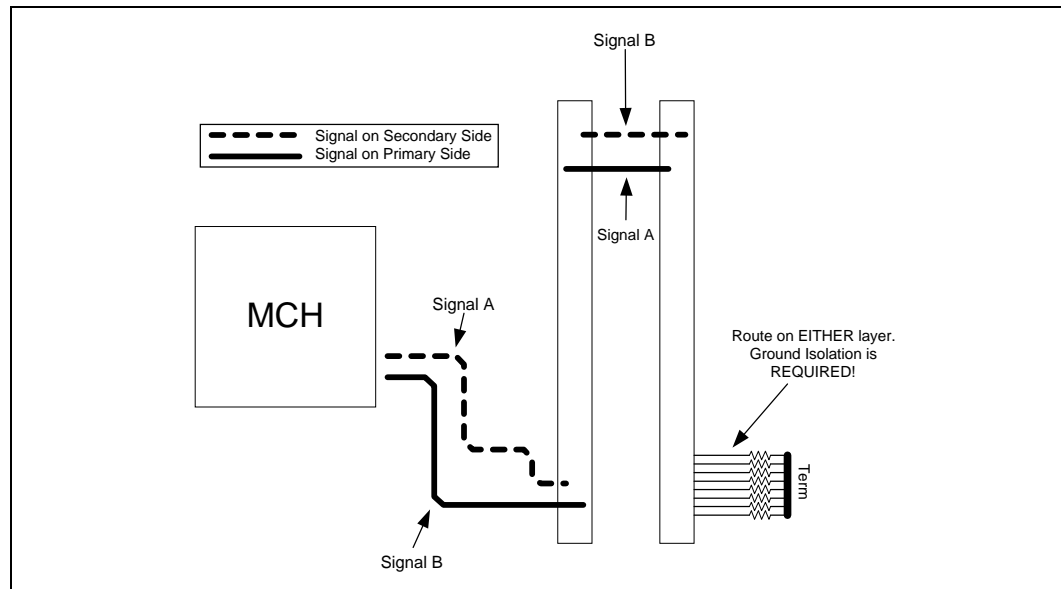 Signal B
Signal on Secondary Side
Signal on Primary Side
Signal A
MCH
Signal A
Route on EITHER layer.
Ground Isolation is
REQUIRED!
Term
Signal B